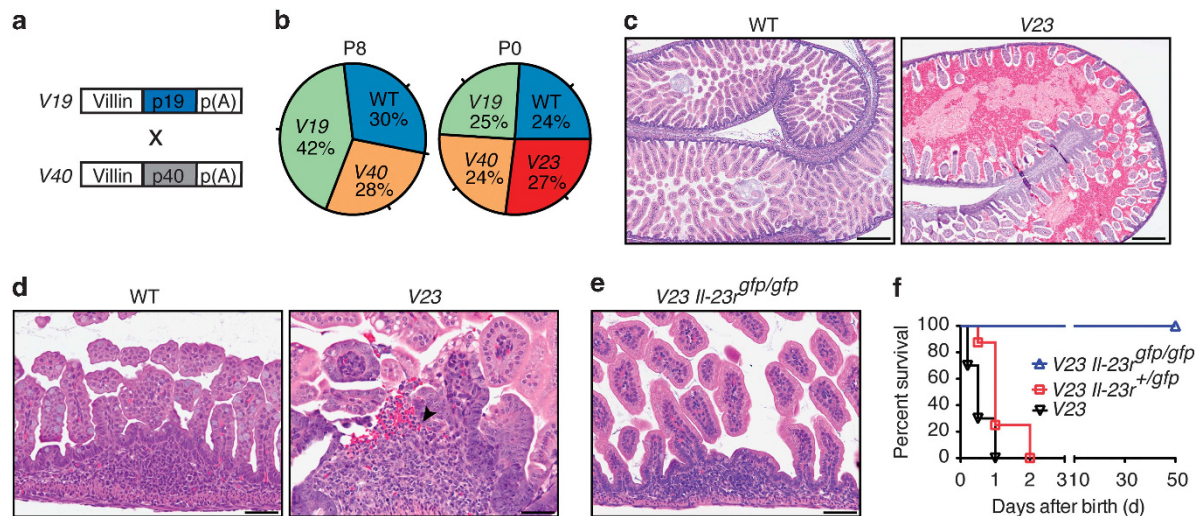 a
V19 Villin p19 p(A)
X
V40 Villin p40 p(A)
b
P8
V19
42%
WT
30%
V40
28%
P0
V19
25%
WT
24%
V40
24%
V23
27%
c
WT
V23
d
WT
V23
e
V23 Il-23r^gfp/gfp
f
Percent survival
100
80
60
40
20
0
V23 Il-23r^gfp/gfp
V23 Il-23r^+/gfp
V23
0 1 2 3 10 30 50
Days after birth (d)